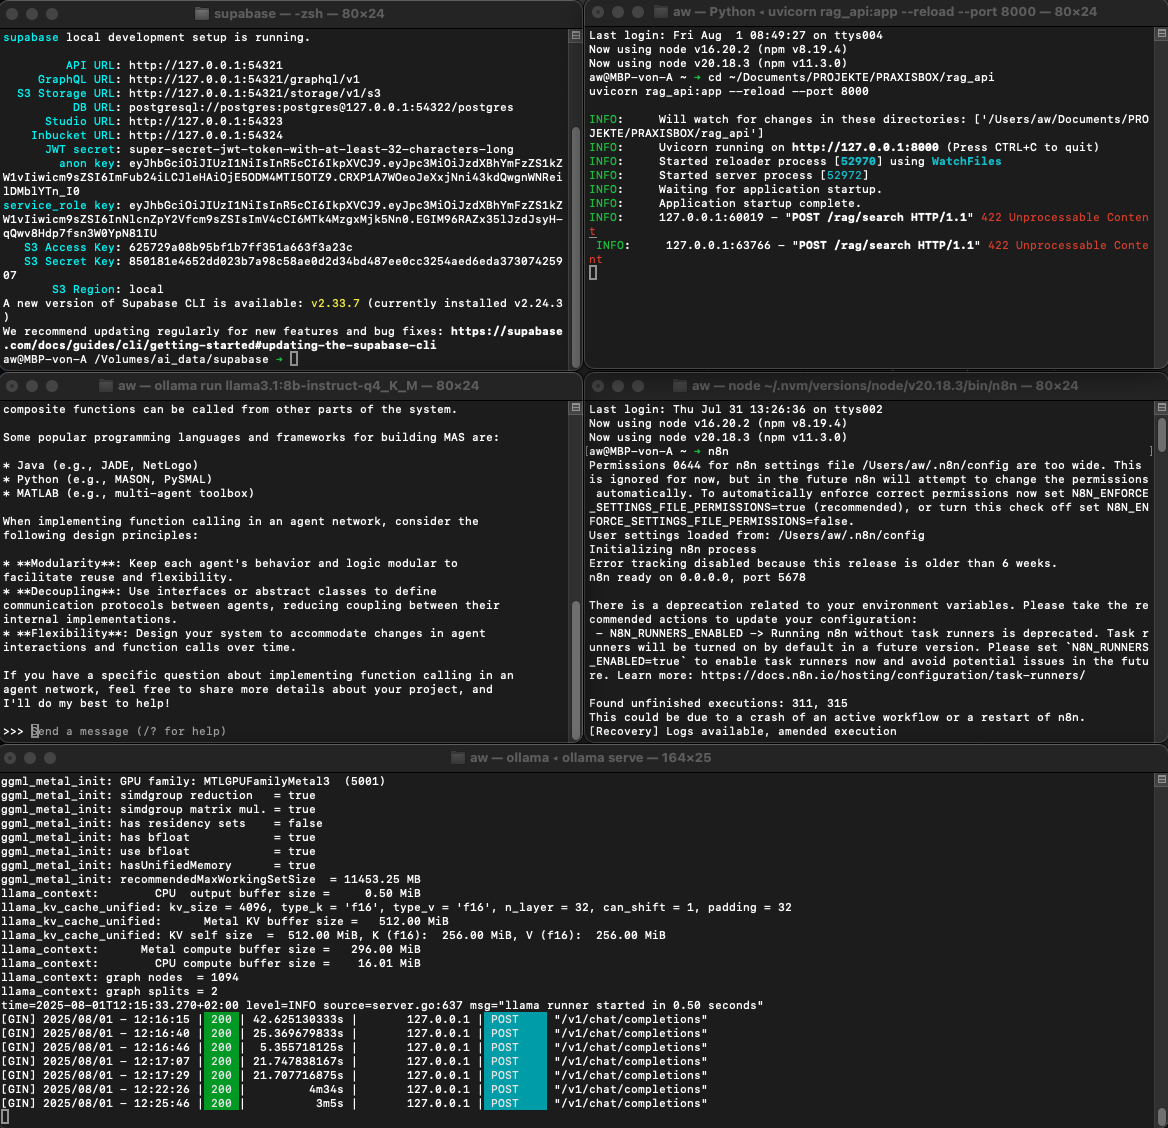 supabase — -zsh — 80×24
supabase local development setup is running.
API URL: http://127.0.0.1:54321
GraphQL URL: http://127.0.0.1:54321/graphql/v1
S3 Storage URL: http://127.0.0.1:54321/storage/v1/s3
DB URL: postgresql://postgres:postgres@127.0.0.1:54322/postgres
Studio URL: http://127.0.0.1:54323
Inbucket URL: http://127.0.0.1:54324
JWT secret: super-secret-jwt-token-with-at-least-32-characters-long
anon key: eyJhbGciOiJIUzI1NiIsInR5cCI6IkpXVCJ9.eyJpc3MiOiJzdXBhYmFzZS1kZ
W1vIiwicm9sZSI6ImFub24iLCJleHAiOjE5ODM4MTI5OTZ9.CRXP1A7WOeoJeXxjNni43kdQwgnWNRei
lDMblYTn_I0
service_role key: eyJhbGciOiJIUzI1NiIsInR5cCI6IkpXVCJ9.eyJpc3MiOiJzdXBhYmFzZS1kZ
W1vIiwicm9sZSI6InNlcnZpY2Vfcm9sZSIsImV4cCI6MTk4MzgxMjk5Nn0.EGIM96RAZx35lJzdJsyH-
qQwv8Hdp7fsn3W0YpN81IU
S3 Access Key: 625729a08b95bf1b7ff351a663f3a23c
S3 Secret Key: 850181e4652dd023b7a98c58ae0d2d34bd487ee0cc3254aed6eda373074259
07
S3 Region: local
A new version of Supabase CLI is available: v2.33.7 (currently installed v2.24.3
)
We recommend updating regularly for new features and bug fixes: https://supabase
.com/docs/guides/cli/getting-started#updating-the-supabase-cli
aw@MBP-von-A /Volumes/ai_data/supabase ➜
aw — Python ◂ uvicorn rag_api:app --reload --port 8000 — 80×24
Last login: Fri Aug  1 08:49:27 on ttys004
Now using node v16.20.2 (npm v8.19.4)
Now using node v20.18.3 (npm v11.3.0)
aw@MBP-von-A ~ ➜ cd ~/Documents/PROJEKTE/PRAXISBOX/rag_api
uvicorn rag_api:app --reload --port 8000
INFO:     Will watch for changes in these directories: ['/Users/aw/Documents/PRO
JEKTE/PRAXISBOX/rag_api']
INFO:     Uvicorn running on http://127.0.0.1:8000 (Press CTRL+C to quit)
INFO:     Started reloader process [52970] using WatchFiles
INFO:     Started server process [52972]
INFO:     Waiting for application startup.
INFO:     Application startup complete.
INFO:     127.0.0.1:60019 - "POST /rag/search HTTP/1.1" 422 Unprocessable Conten
t
INFO:     127.0.0.1:63766 - "POST /rag/search HTTP/1.1" 422 Unprocessable Conte
nt
aw — ollama run llama3.1:8b-instruct-q4_K_M — 80×24
composite functions can be called from other parts of the system.
Some popular programming languages and frameworks for building MAS are:
* Java (e.g., JADE, NetLogo)
* Python (e.g., MASON, PySMAL)
* MATLAB (e.g., multi-agent toolbox)
When implementing function calling in an agent network, consider the
following design principles:
* **Modularity**: Keep each agent's behavior and logic modular to
facilitate reuse and flexibility.
* **Decoupling**: Use interfaces or abstract classes to define
communication protocols between agents, reducing coupling between their
internal implementations.
* **Flexibility**: Design your system to accommodate changes in agent
interactions and function calls over time.
If you have a specific question about implementing function calling in an
agent network, feel free to share more details about your project, and
I'll do my best to help!
>>> Send a message (/? for help)
aw — node ~/.nvm/versions/node/v20.18.3/bin/n8n — 80×24
Last login: Thu Jul 31 13:26:36 on ttys002
Now using node v16.20.2 (npm v8.19.4)
Now using node v20.18.3 (npm v11.3.0)
[aw@MBP-von-A ~ ➜ n8n ]
Permissions 0644 for n8n settings file /Users/aw/.n8n/config are too wide. This
is ignored for now, but in the future n8n will attempt to change the permissions
automatically. To automatically enforce correct permissions now set N8N_ENFORCE
_SETTINGS_FILE_PERMISSIONS=true (recommended), or turn this check off set N8N_EN
FORCE_SETTINGS_FILE_PERMISSIONS=false.
User settings loaded from: /Users/aw/.n8n/config
Initializing n8n process
Error tracking disabled because this release is older than 6 weeks.
n8n ready on 0.0.0.0, port 5678
There is a deprecation related to your environment variables. Please take the re
commended actions to update your configuration:
- N8N_RUNNERS_ENABLED -> Running n8n without task runners is deprecated. Task r
unners will be turned on by default in a future version. Please set `N8N_RUNNERS
_ENABLED=true` to enable task runners now and avoid potential issues in the futu
re. Learn more: https://docs.n8n.io/hosting/configuration/task-runners/
Found unfinished executions: 311, 315
This could be due to a crash of an active workflow or a restart of n8n.
[Recovery] Logs available, amended execution
aw — ollama ◂ ollama serve — 164×25
ggml_metal_init: GPU family: MTLGPUFamilyMetal3  (5001)
ggml_metal_init: simdgroup reduction   = true
ggml_metal_init: simdgroup matrix mul. = true
ggml_metal_init: has residency sets    = false
ggml_metal_init: has bfloat            = true
ggml_metal_init: use bfloat            = true
ggml_metal_init: hasUnifiedMemory      = true
ggml_metal_init: recommendedMaxWorkingSetSize  = 11453.25 MB
llama_context:        CPU  output buffer size =     0.50 MiB
llama_kv_cache_unified: kv_size = 4096, type_k = 'f16', type_v = 'f16', n_layer = 32, can_shift = 1, padding = 32
llama_kv_cache_unified:      Metal KV buffer size =   512.00 MiB
llama_kv_cache_unified: KV self size  =  512.00 MiB, K (f16):  256.00 MiB, V (f16):  256.00 MiB
llama_context:      Metal compute buffer size =   296.00 MiB
llama_context:        CPU compute buffer size =    16.01 MiB
llama_context: graph nodes  = 1094
llama_context: graph splits = 2
time=2025-08-01T12:15:33.270+02:00 level=INFO source=server.go:637 msg="llama runner started in 0.50 seconds"
[GIN] 2025/08/01 - 12:16:15 | 200 | 42.625130333s |       127.0.0.1 | POST     "/v1/chat/completions"
[GIN] 2025/08/01 - 12:16:40 | 200 | 25.369679833s |       127.0.0.1 | POST     "/v1/chat/completions"
[GIN] 2025/08/01 - 12:16:46 | 200 |  5.355718125s |       127.0.0.1 | POST     "/v1/chat/completions"
[GIN] 2025/08/01 - 12:17:07 | 200 | 21.747838167s |       127.0.0.1 | POST     "/v1/chat/completions"
[GIN] 2025/08/01 - 12:17:29 | 200 | 21.707716875s |       127.0.0.1 | POST     "/v1/chat/completions"
[GIN] 2025/08/01 - 12:22:26 | 200 |         4m34s |       127.0.0.1 | POST     "/v1/chat/completions"
[GIN] 2025/08/01 - 12:25:46 | 200 |          3m5s |       127.0.0.1 | POST     "/v1/chat/completions"